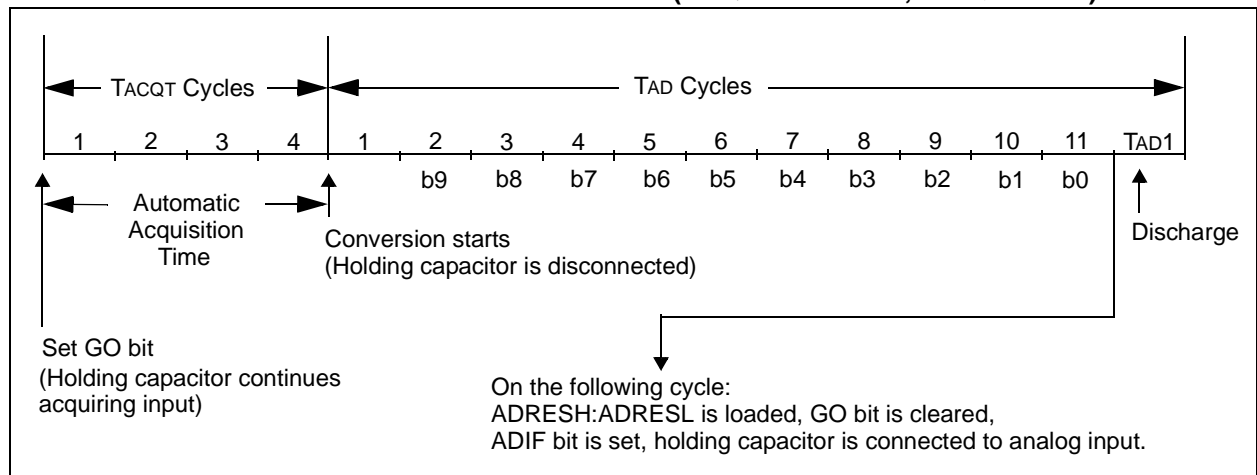 TACQT Cycles
TAD Cycles
1 2 3 4 1 2 3 4 5 6 7 8 9 10 11 TAD1
b9 b8 b7 b6 b5 b4 b3 b2 b1 b0
Automatic
Acquisition
Time
Conversion starts
(Holding capacitor is disconnected)
Discharge
Set GO bit
(Holding capacitor continues
acquiring input)
On the following cycle:
ADRESH:ADRESL is loaded, GO bit is cleared,
ADIF bit is set, holding capacitor is connected to analog input.